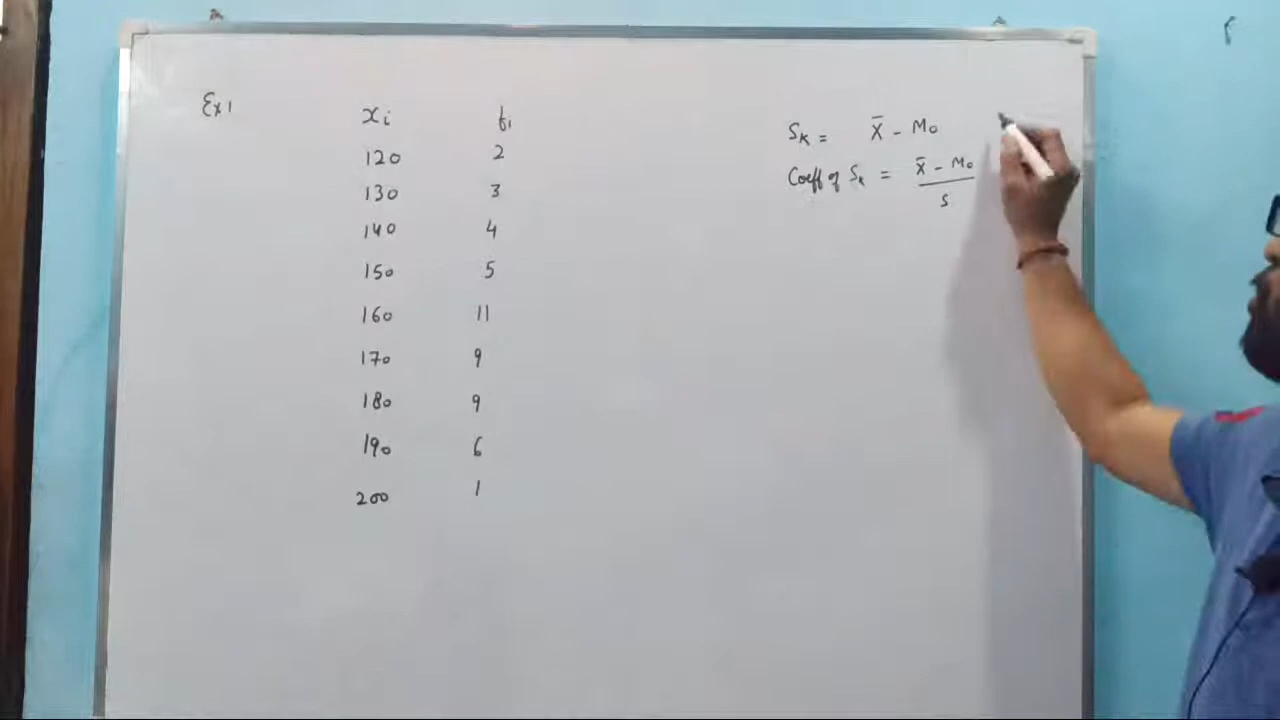 Ex1
xi fi
120 2
130 3
140 4
150 5
160 11
170 9
180 9
190 6
200 1
SK = X̄ - Mo
Coeff of Sk = X̄ - Mo / S